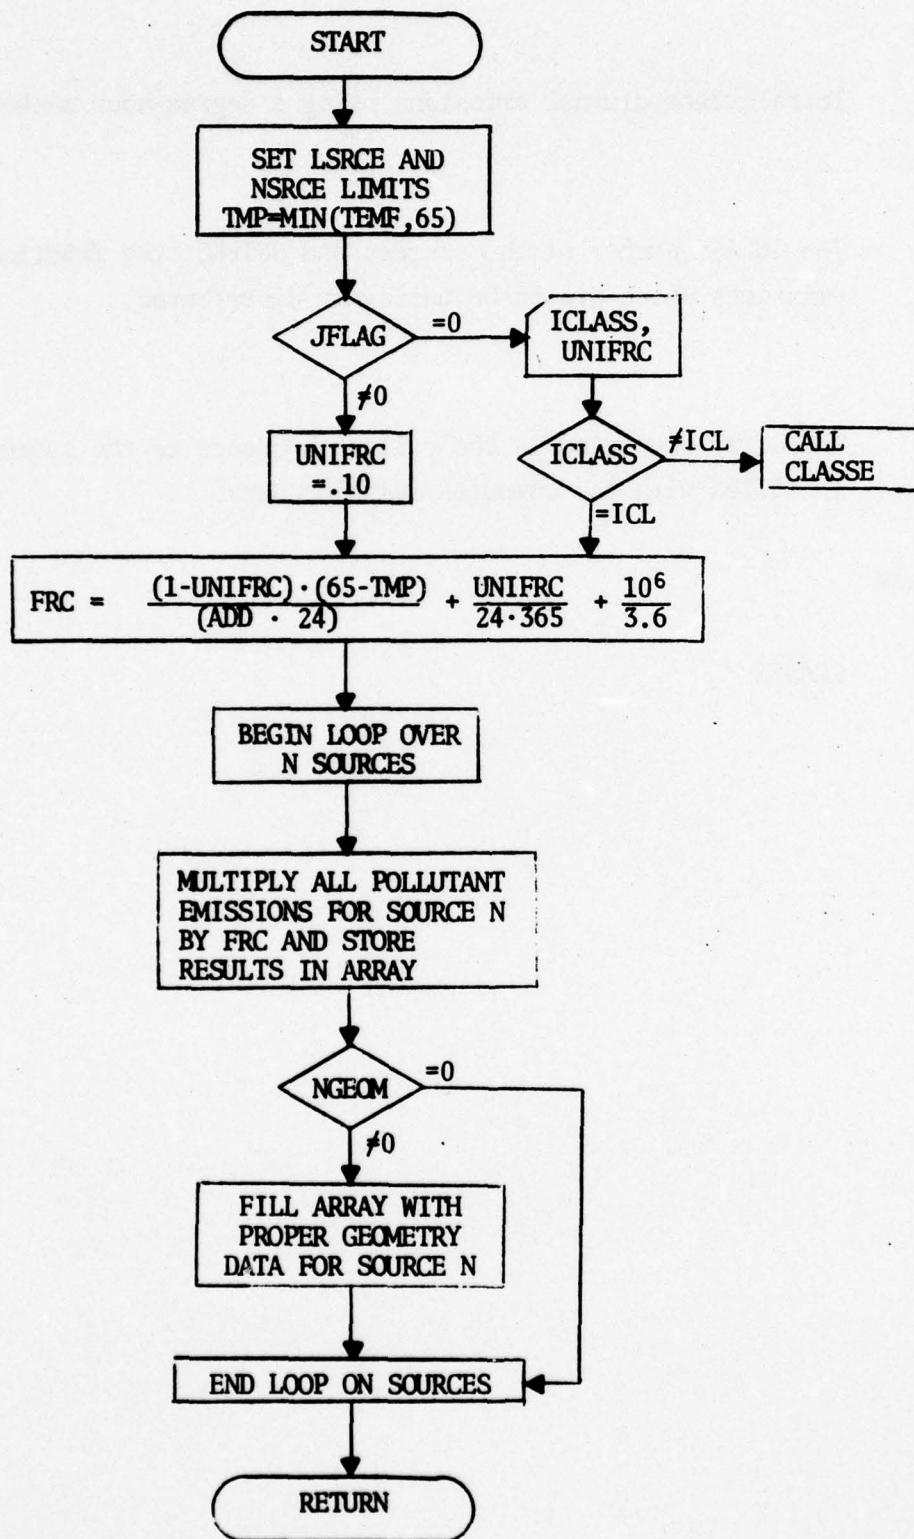 START
SET LSRCE AND
NSRCE LIMITS
TMP=MIN(TEMF,65)
JFLAG
=0
ICLASS,
UNIFRC
≠0
UNIFRC
=.10
ICLASS
≠ICL
CALL
CLASSE
=ICL
FRC = (1-UNIFRC)·(65-TMP) / (ADD · 24) + UNIFRC / 24·365 + 10⁶ / 3.6
BEGIN LOOP OVER
N SOURCES
MULTIPLY ALL POLLUTANT
EMISSIONS FOR SOURCE N
BY FRC AND STORE
RESULTS IN ARRAY
NGEOM
=0
≠0
FILL ARRAY WITH
PROPER GEOMETRY
DATA FOR SOURCE N
END LOOP ON SOURCES
RETURN